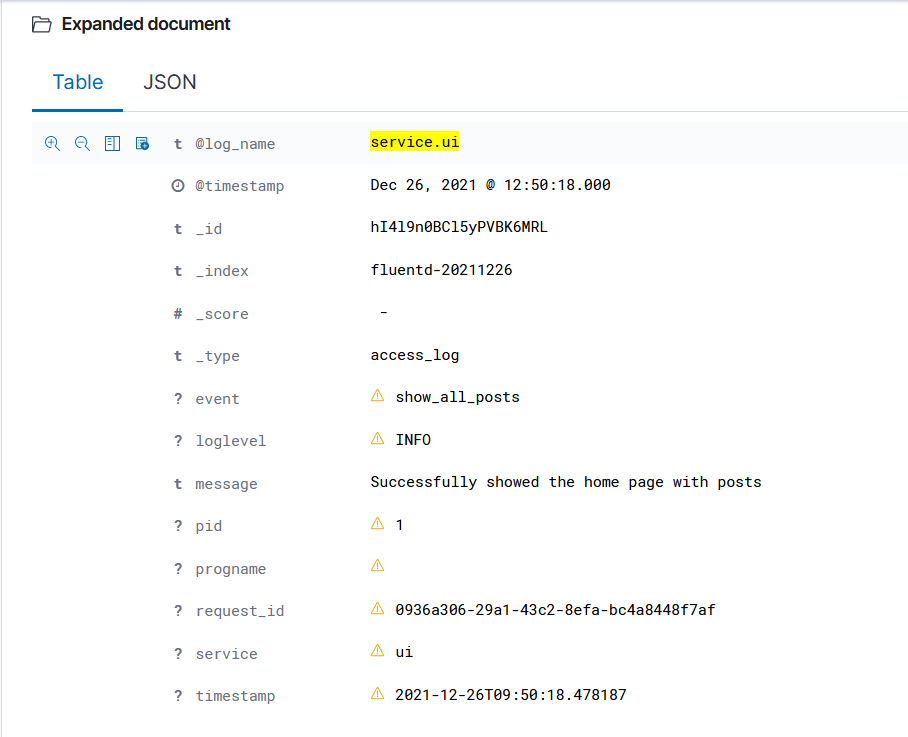 Expanded document
Table JSON
t @log_name service.ui
@timestamp Dec 26, 2021 @ 12:50:18.000
t _id hI4l9n0BCl5yPVBK6MRL
t _index fluentd-20211226
# _score -
t _type access_log
? event show_all_posts
? loglevel INFO
t message Successfully showed the home page with posts
? pid 1
? progname
? request_id 0936a306-29a1-43c2-8efa-bc4a8448f7af
? service ui
? timestamp 2021-12-26T09:50:18.478187